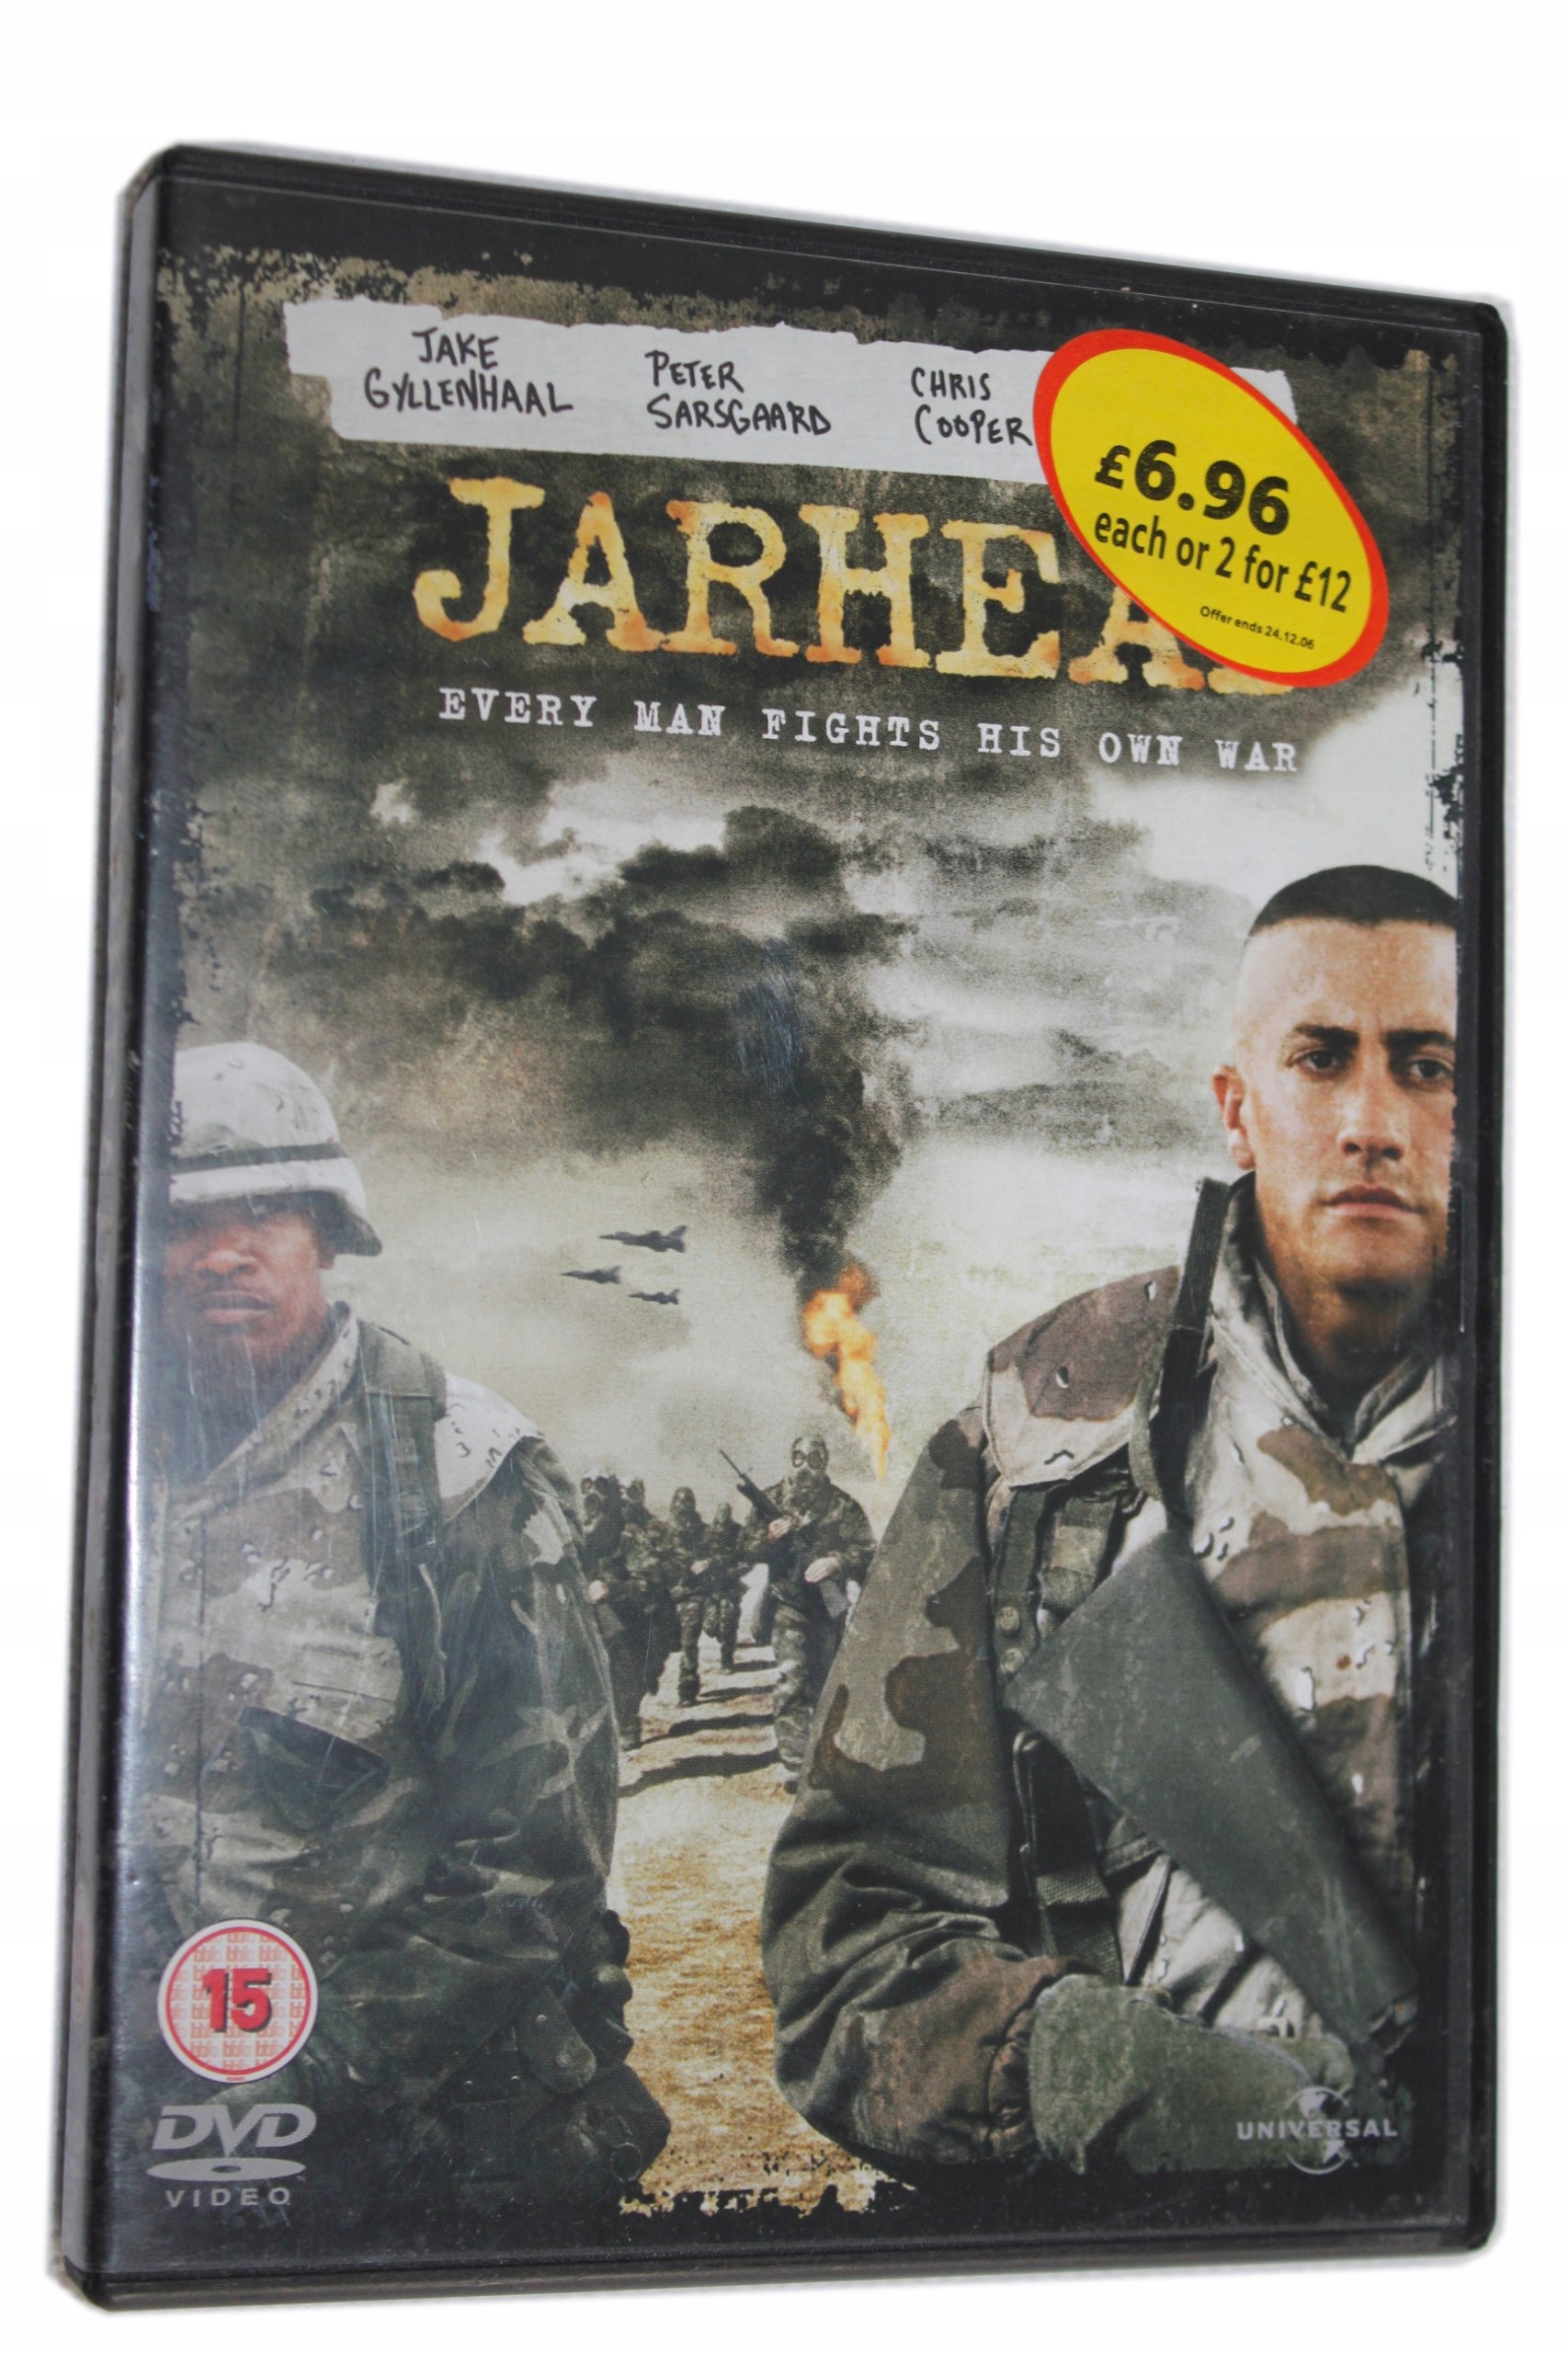 JAKE
GYLLENHAAL
PETER
SARSGAARD
CHRIS
COOPER
£6.96
each or 2 for £12
Offer ends 24.12.06
JARHEAD
EVERY MAN FIGHTS HIS OWN WAR
15
DVD
VIDEO
UNIVERSAL